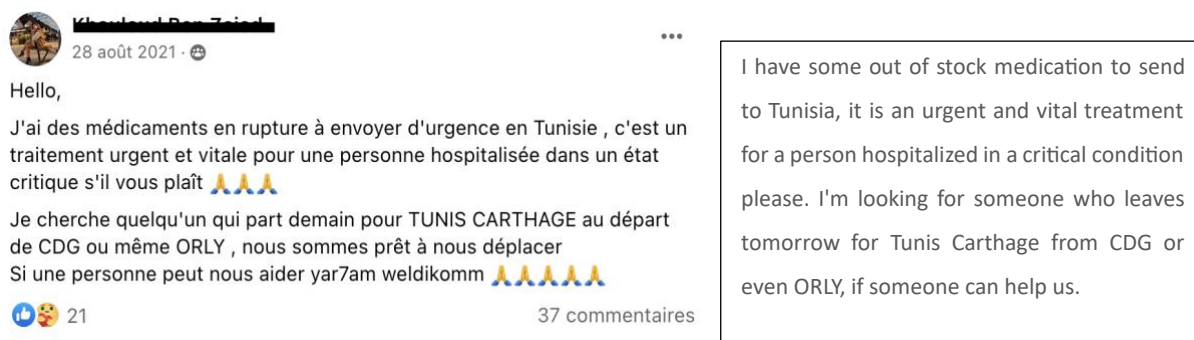 28 août 2021 ·
Hello,
J'ai des médicaments en rupture à envoyer d'urgence en Tunisie , c'est un
traitement urgent et vitale pour une personne hospitalisée dans un état
critique s'il vous plaît 🙏🙏🙏
Je cherche quelqu'un qui part demain pour TUNIS CARTHAGE au départ
de CDG ou même ORLY , nous sommes prêt à nous déplacer
Si une personne peut nous aider yar7am weldikomm 🙏🙏🙏🙏🙏
21
37 commentaires
I have some out of stock medication to send
to Tunisia, it is an urgent and vital treatment
for a person hospitalized in a critical condition
please. I'm looking for someone who leaves
tomorrow for Tunis Carthage from CDG or
even ORLY, if someone can help us.